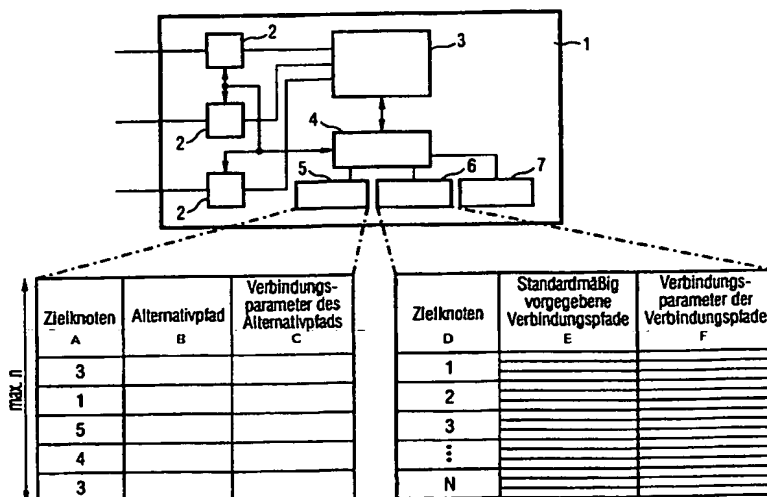 2
3
1
2
4
2
5
6
7
max. n
Zielknoten
A
Alternativpfad
B
Verbindungs-
parameter des
Alternativpfads
C
3
1
5
4
3
Zielknoten
D
Standardmäßig
vorgegebene
Verbindungspfade
E
Verbindungs-
parameter der
Verbindungspfade
F
1
2
3
⋮
N